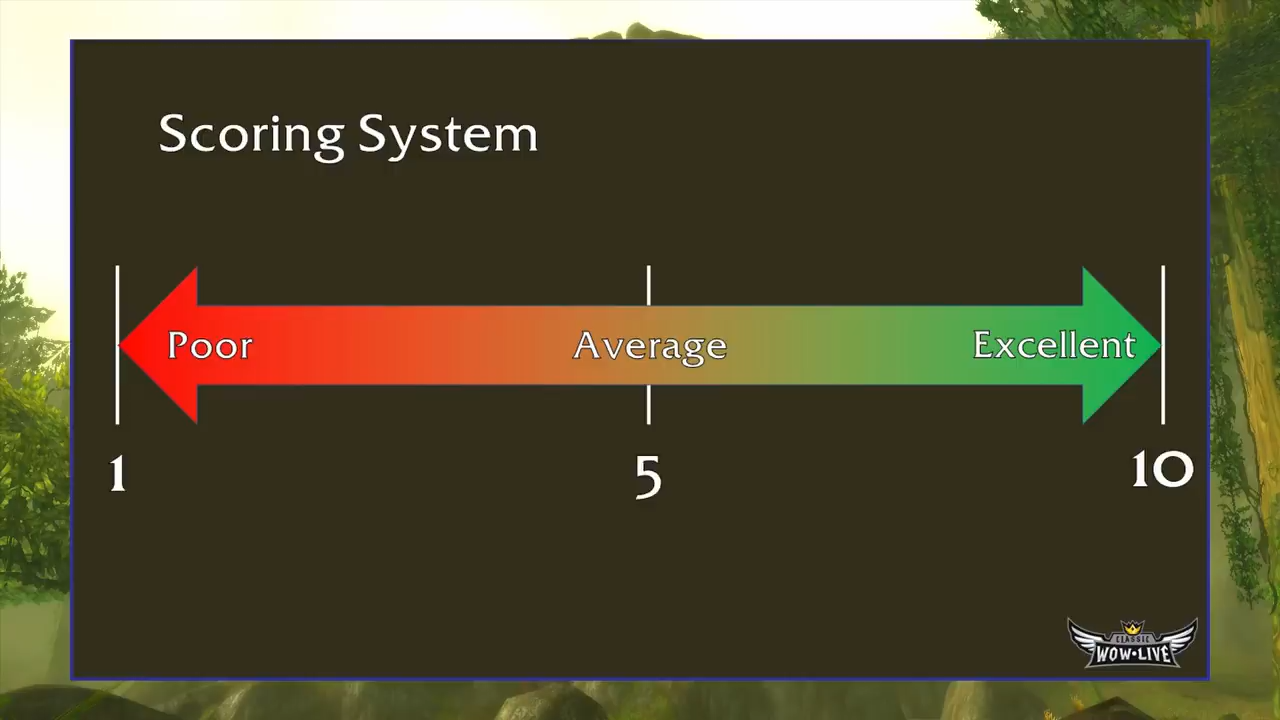 Scoring System
Poor Average Excellent
1 5 10
CLASSIC
WOW•LIVE